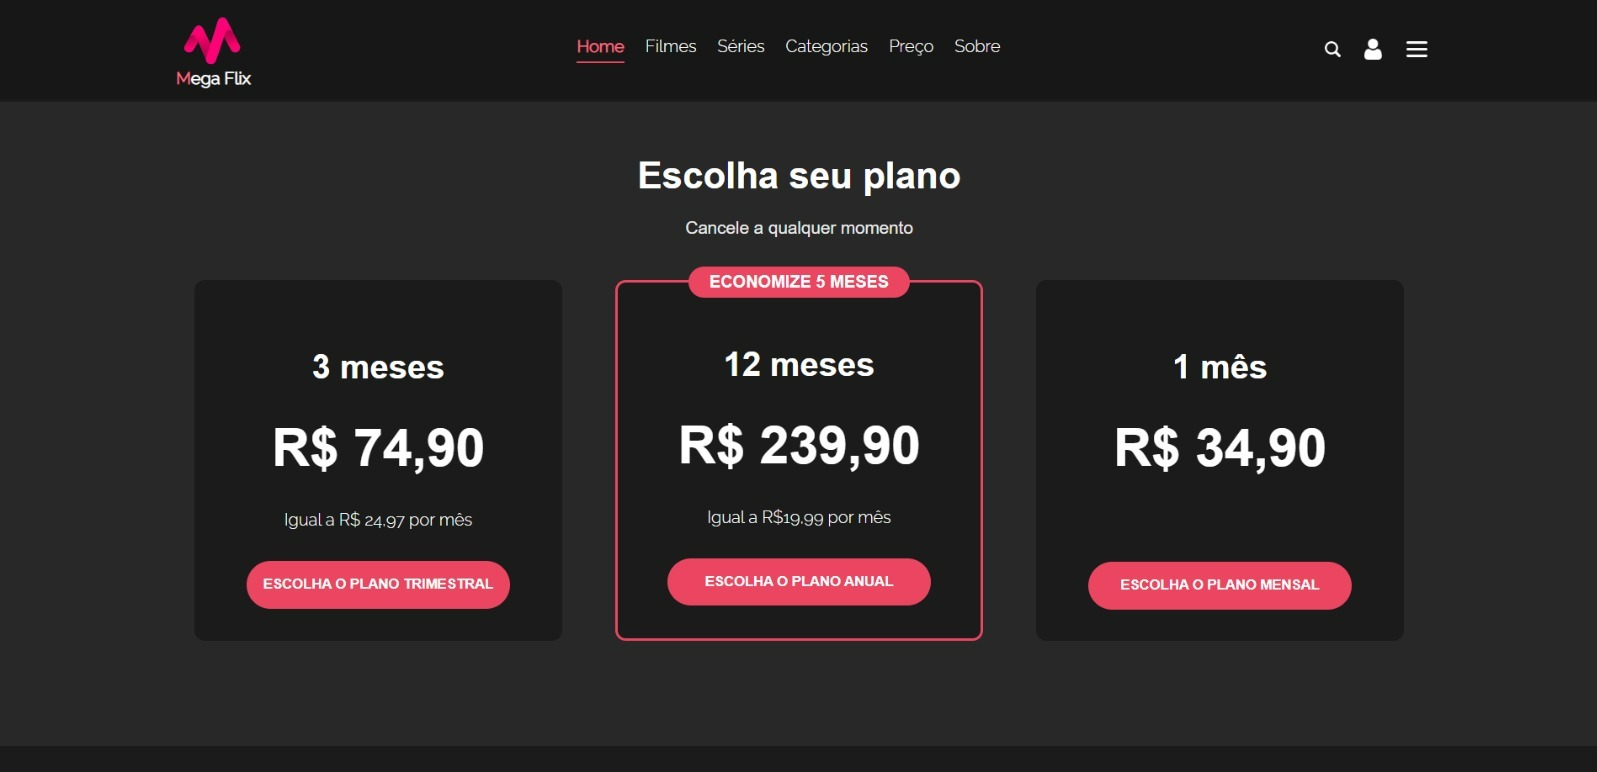 Mega Flix
Home Filmes Séries Categorias Preço Sobre
Escolha seu plano
Cancele a qualquer momento
3 meses
R$ 74,90
Igual a R$ 24,97 por mês
ESCOLHA O PLANO TRIMESTRAL
ECONOMIZE 5 MESES
12 meses
R$ 239,90
Igual a R$19,99 por mês
ESCOLHA O PLANO ANUAL
1 mês
R$ 34,90
ESCOLHA O PLANO MENSAL